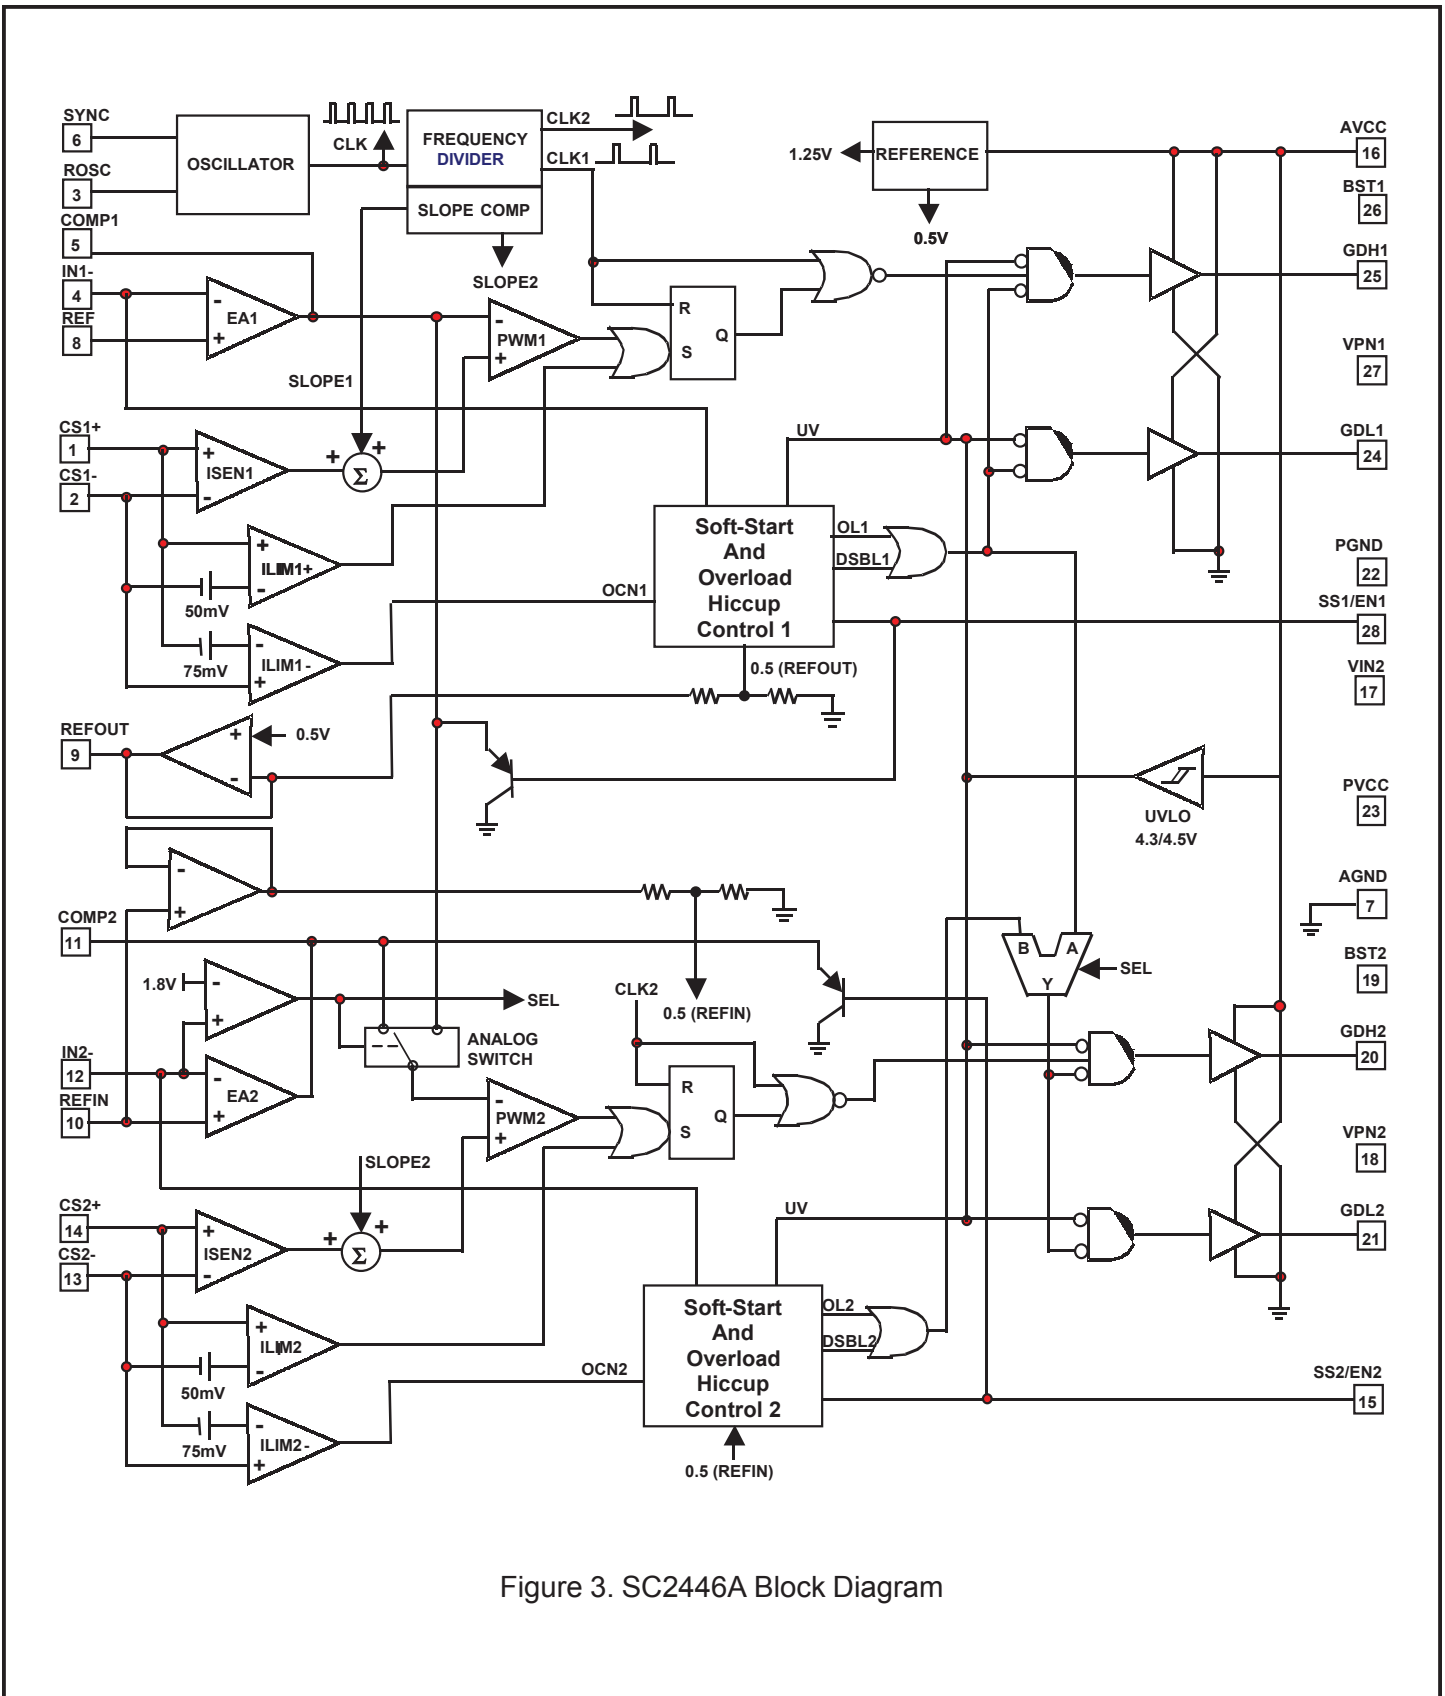 SYNC
6
ROSC
3
COMP1
5
IN1-
4
REF
8
OSCILLATOR
CLK
FREQUENCY
DIVIDER
SLOPE COMP
CLK2
CLK1
SLOPE2
1.25V
REFERENCE
0.5V
AVCC
16
BST1
26
GDH1
25
- 
EA1
+
SLOPE1
-
PWM1
+
R
S
Q
VPN1
27
CS1+
1
CS1-
2
+
ISEN1
-
+
+
Σ
UV
GDL1
24
+
ILIM1+
-
50mV
-
ILIM1-
+
75mV
OCN1
Soft-Start
And
Overload
Hiccup
Control 1
OL1
DSBL1
0.5 (REFOUT)
PGND
22
SS1/EN1
28
VIN2
17
REFOUT
9
+
-
0.5V
UVLO
4.3/4.5V
PVCC
23
-
+
AGND
7
COMP2
11
1.8V
-
+
SEL
0.5 (REFIN)
B
A
Y
SEL
BST2
19
IN2-
12
REFIN
10
-
EA2
+
ANALOG
SWITCH
CLK2
-
PWM2
+
R
S
Q
GDH2
20
VPN2
18
CS2+
14
CS2-
13
+
ISEN2
-
SLOPE2
+
+
Σ
UV
GDL2
21
+
ILIM2
-
50mV
-
ILIM2-
+
75mV
OCN2
Soft-Start
And
Overload
Hiccup
Control 2
OL2
DSBL2
0.5 (REFIN)
SS2/EN2
15
Figure 3. SC2446A Block Diagram